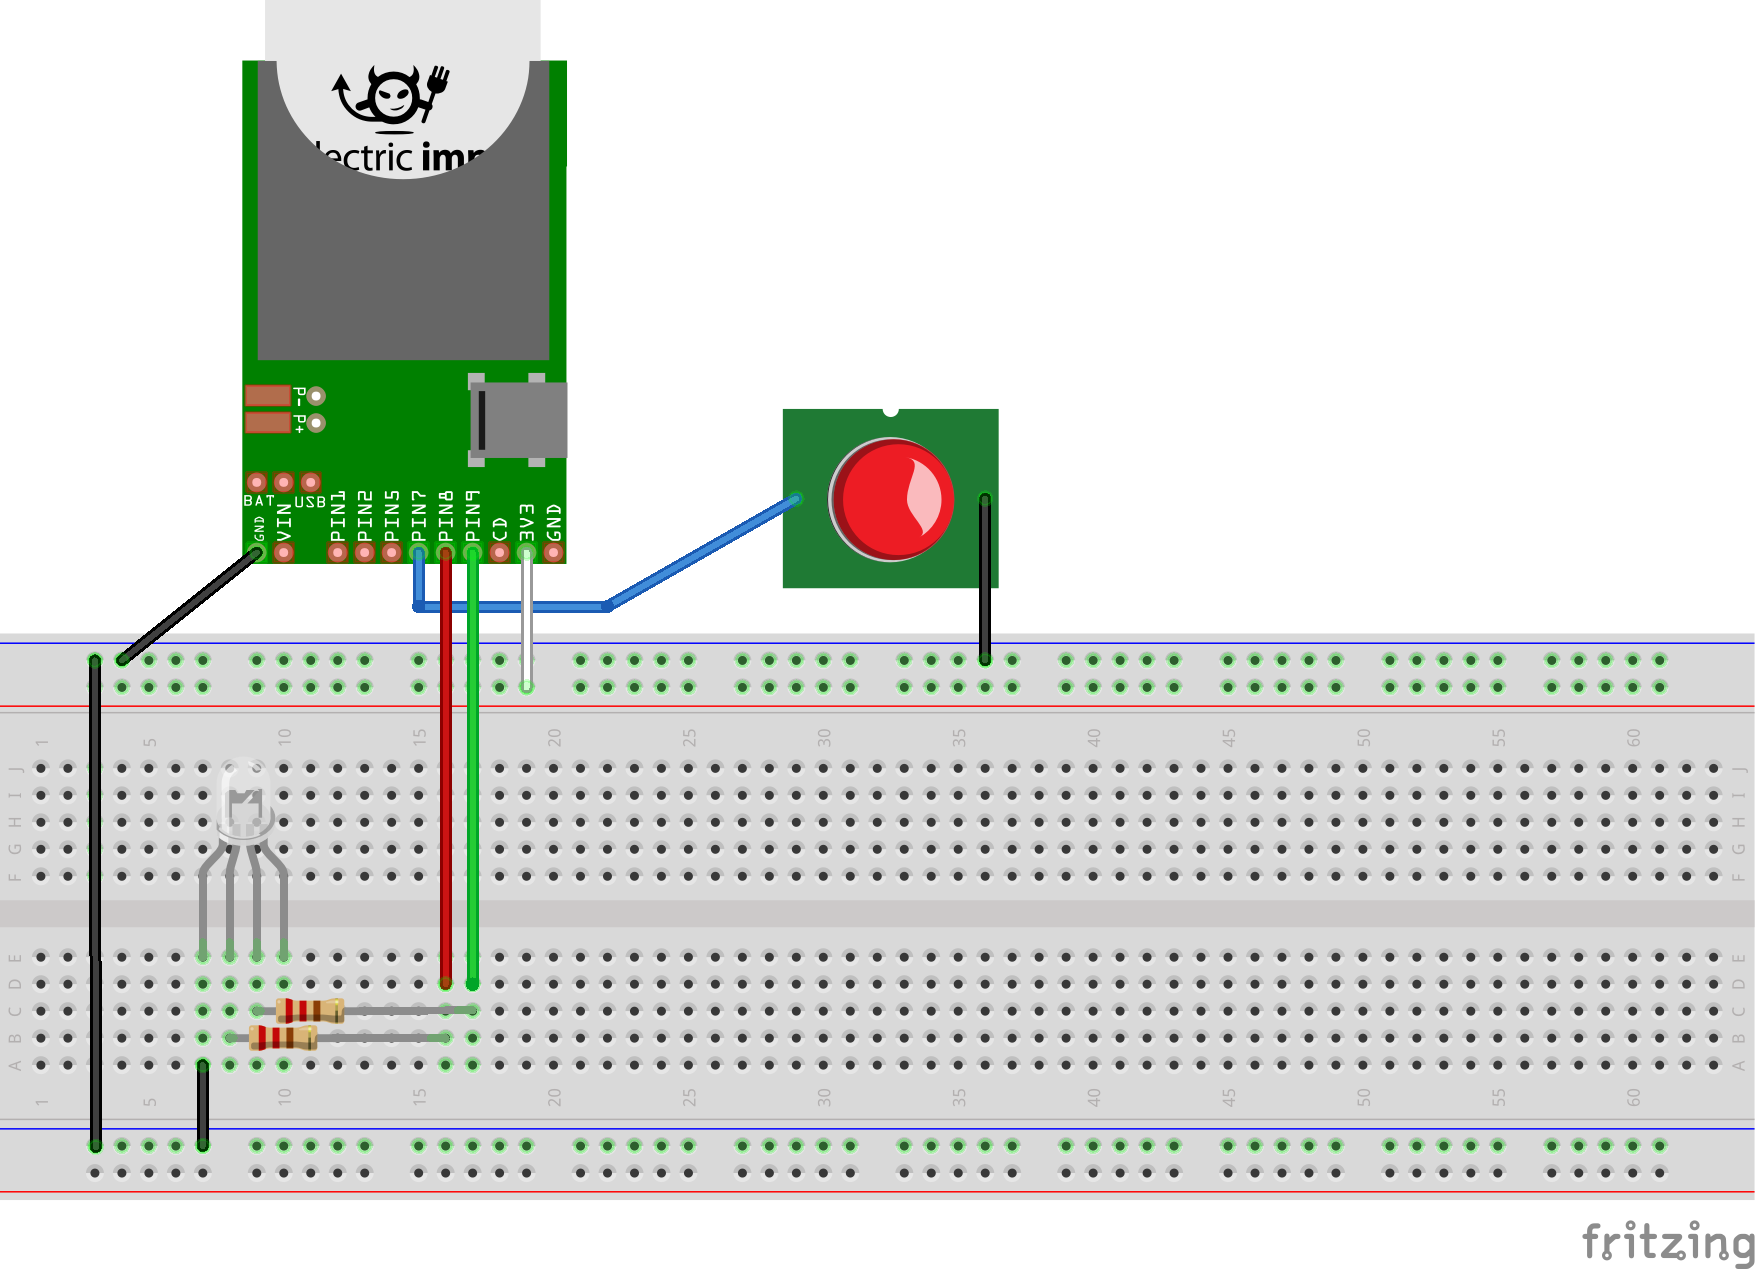 lectric imp
P-
P+
BAT USB
GND VIN PIN1 PIN2 PIN5 PIN7 PIN8 PIN9 CD 3V3 GND
1 5 10 15 20 25 30 35 40 45 50 55 60
J J
I I
H H
G G
F F
E E
D D
C C
B B
A A
1 5 10 15 20 25 30 35 40 45 50 55 60
fritzing